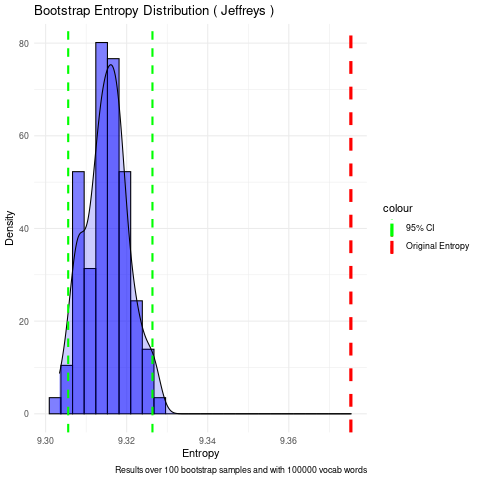 Bootstrap Entropy Distribution ( Jeffreys )
80
60
40
20
0
Density
9.30
9.32
9.34
9.36
Entropy
colour
95% CI
Original Entropy
Results over 100 bootstrap samples and with 100000 vocab words